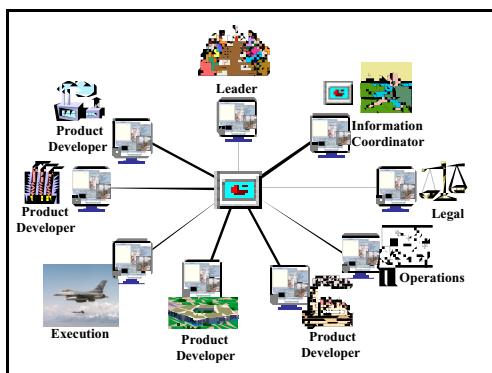 Leader
Product
Developer
Information
Coordinator
Product
Developer
Legal
Operations
Execution
Product
Developer
Product
Developer